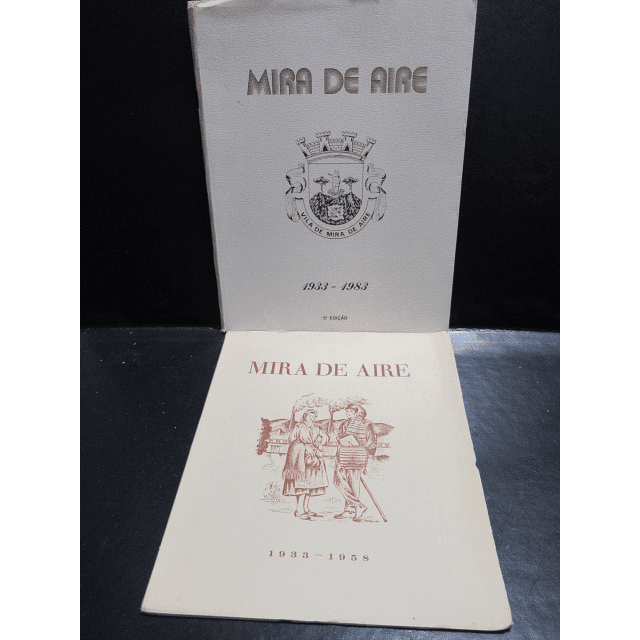 MIRA DE AIRE
VILA DE MIRA DE AIRE
1933 - 1983
MIRA DE AIRE
1933 - 1958